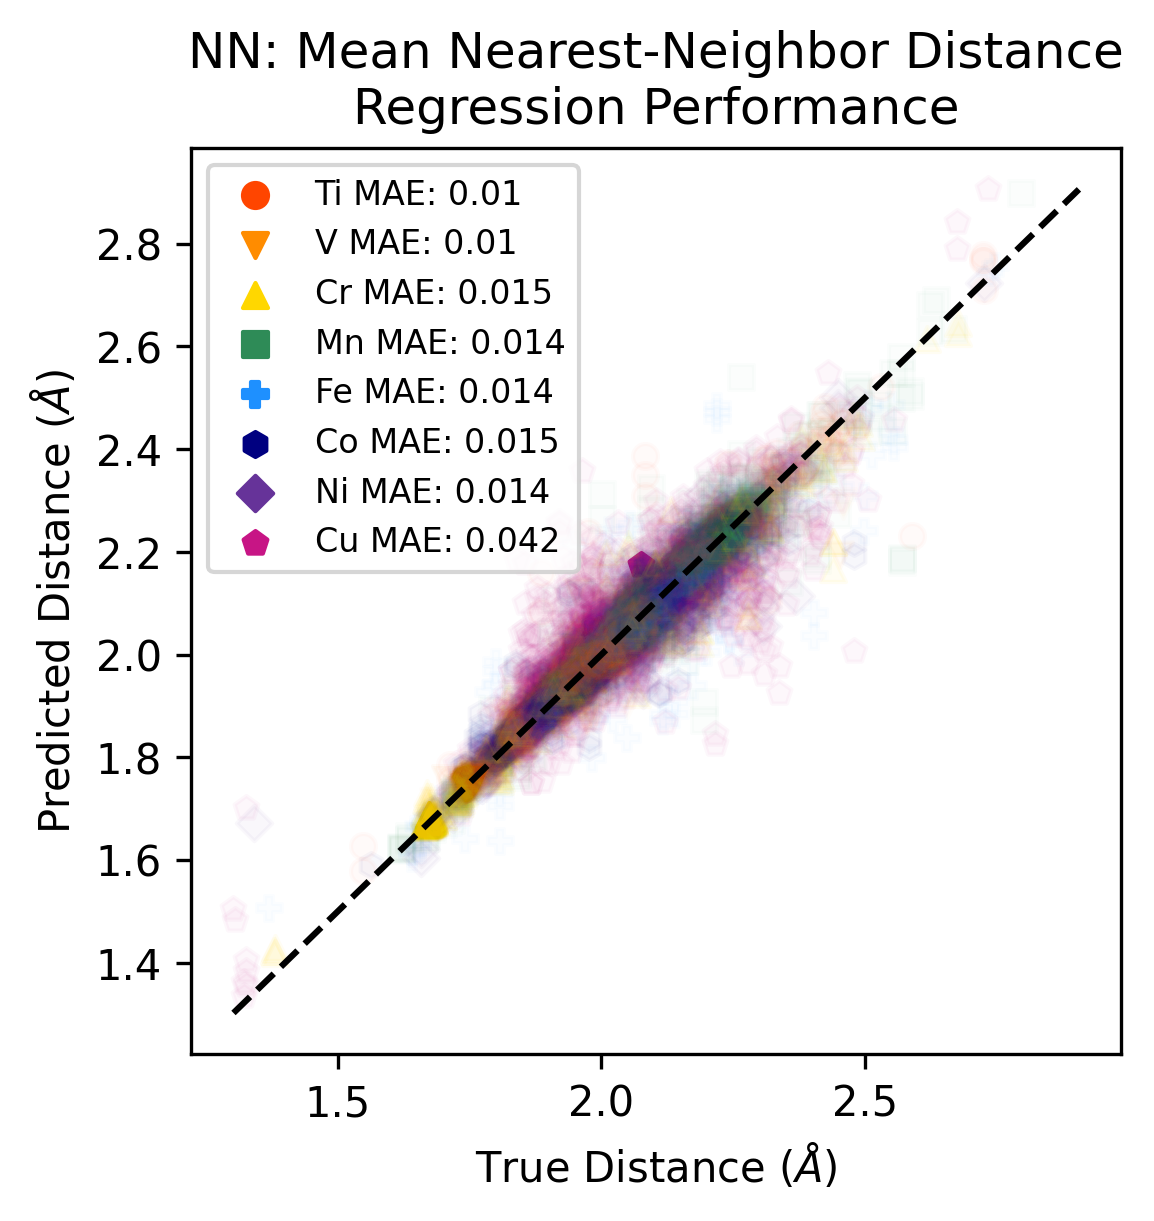 NN: Mean Nearest-Neighbor Distance
Regression Performance
Ti MAE: 0.01
V MAE: 0.01
Cr MAE: 0.015
Mn MAE: 0.014
Fe MAE: 0.014
Co MAE: 0.015
Ni MAE: 0.014
Cu MAE: 0.042
Predicted Distance (Å)
2.8
2.6
2.4
2.2
2.0
1.8
1.6
1.4
1.5
2.0
2.5
True Distance (Å)